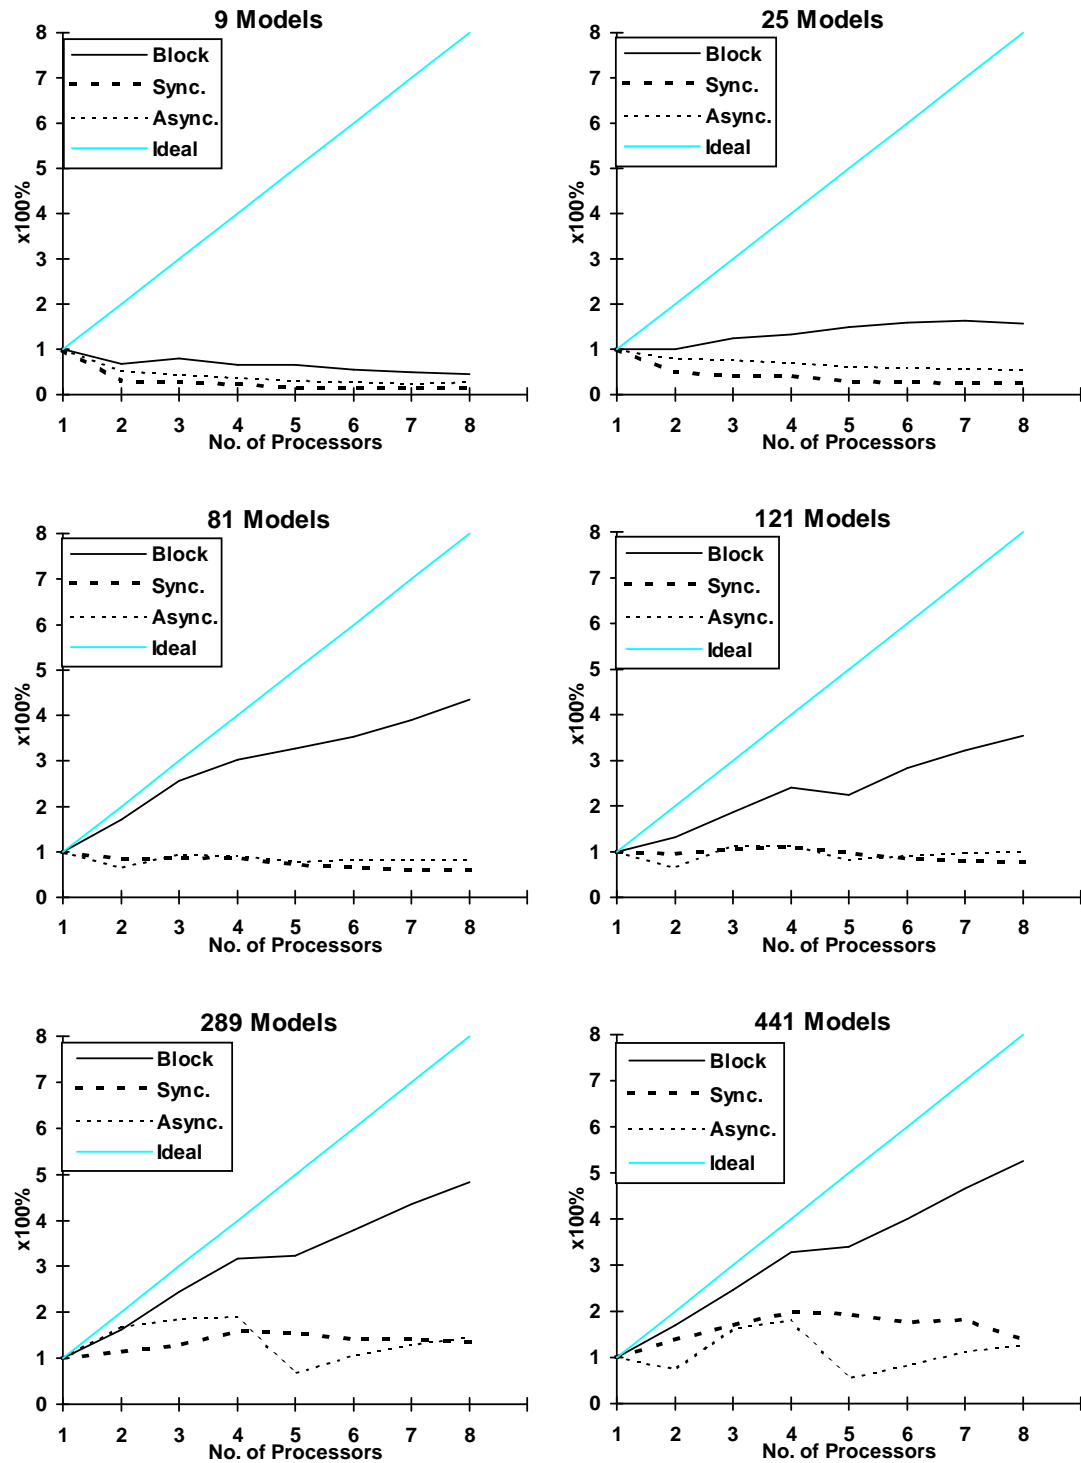 9 Models
8
7
6
5
4
3
2
1
0
x100%
Block
Sync.
Async.
Ideal
1 2 3 4 5 6 7 8
No. of Processors
25 Models
8
7
6
5
4
3
2
1
0
x100%
Block
Sync.
Async.
Ideal
1 2 3 4 5 6 7 8
No. of Processors
81 Models
8
7
6
5
4
3
2
1
0
x100%
Block
Sync.
Async.
Ideal
1 2 3 4 5 6 7 8
No. of Processors
121 Models
8
7
6
5
4
3
2
1
0
x100%
Block
Sync.
Async.
Ideal
1 2 3 4 5 6 7 8
No. of Processors
289 Models
8
7
6
5
4
3
2
1
0
x100%
Block
Sync.
Async.
Ideal
1 2 3 4 5 6 7 8
No. of Processors
441 Models
8
7
6
5
4
3
2
1
0
x100%
Block
Sync.
Async.
Ideal
1 2 3 4 5 6 7 8
No. of Processors